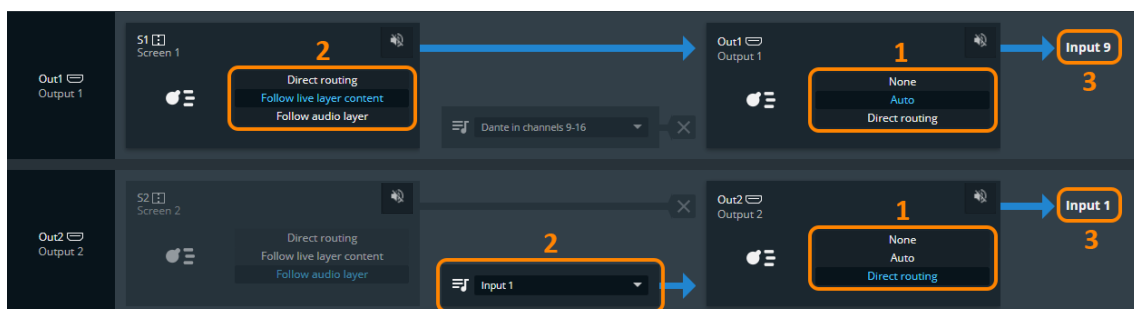 S1
Screen 1
2
Direct routing
Follow live layer content
Follow audio layer
Out1
Output 1
Dante in channels 9-16
Out1
Output 1
1
None
Auto
Direct routing
Input 9
3
S2
Screen 2
Direct routing
Follow live layer content
Follow audio layer
Out2
Output 2
2
Input 1
Out2
Output 2
1
None
Auto
Direct routing
Input 1
3